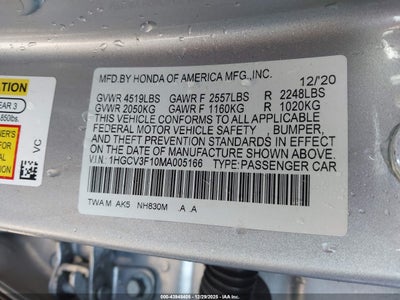 MFD.BY HONDA OF AMERICA MFG.,INC. 12/'20
GVWR 4519LBS GAWR F 2557LBS R 2248LBS
GVWR 2050KG GAWR F 1160KG R 1020KG
THIS VEHICLE CONFORMS TO ALL APPLICABLE
FEDERAL MOTOR VEHICLE SAFETY , BUMPER,
AND THEFT PREVENTION STANDARDS IN EFFECT
ON THE DATE OF MANUFACTURE SHOWN ABOVE.
V.I.N: 1HGCV3F10MA005166 TYPE:PASSENGER CAR
TWA M AK5 NH830M .A .A
VC